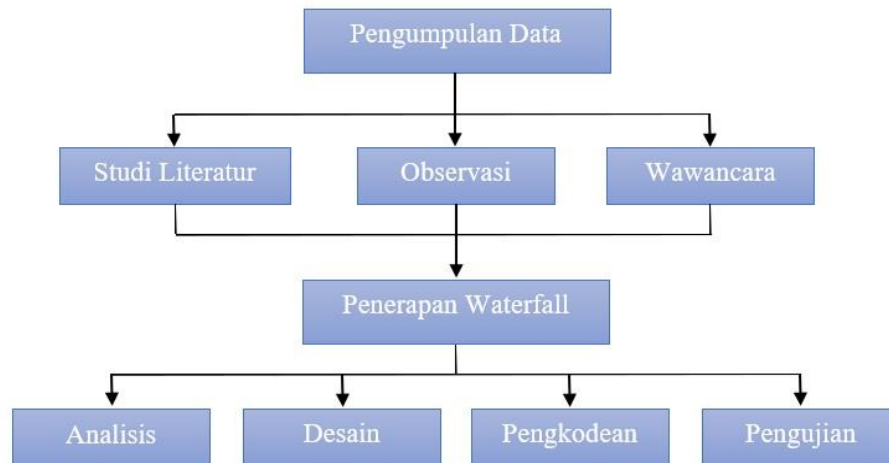 Pengumpulan Data
Studi Literatur
Observasi
Wawancara
Penerapan Waterfall
Analisis
Desain
Pengkodean
Pengujian